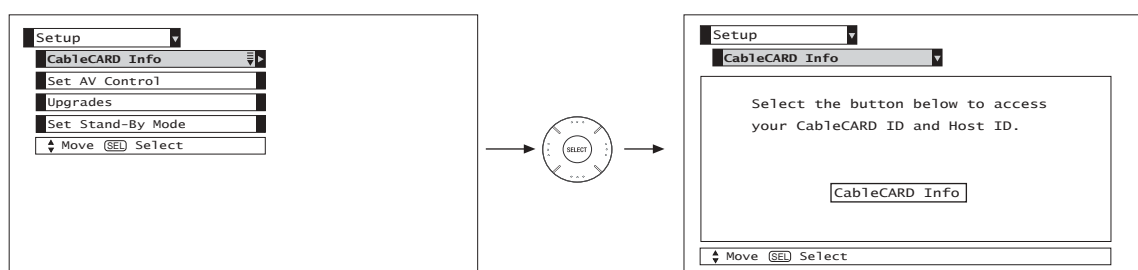 Setup
CableCARD Info
Set AV Control
Upgrades
Set Stand-By Mode
Move SEL Select
SELECT
Setup
CableCARD Info
Select the button below to access
your CableCARD ID and Host ID.
CableCARD Info
Move SEL Select